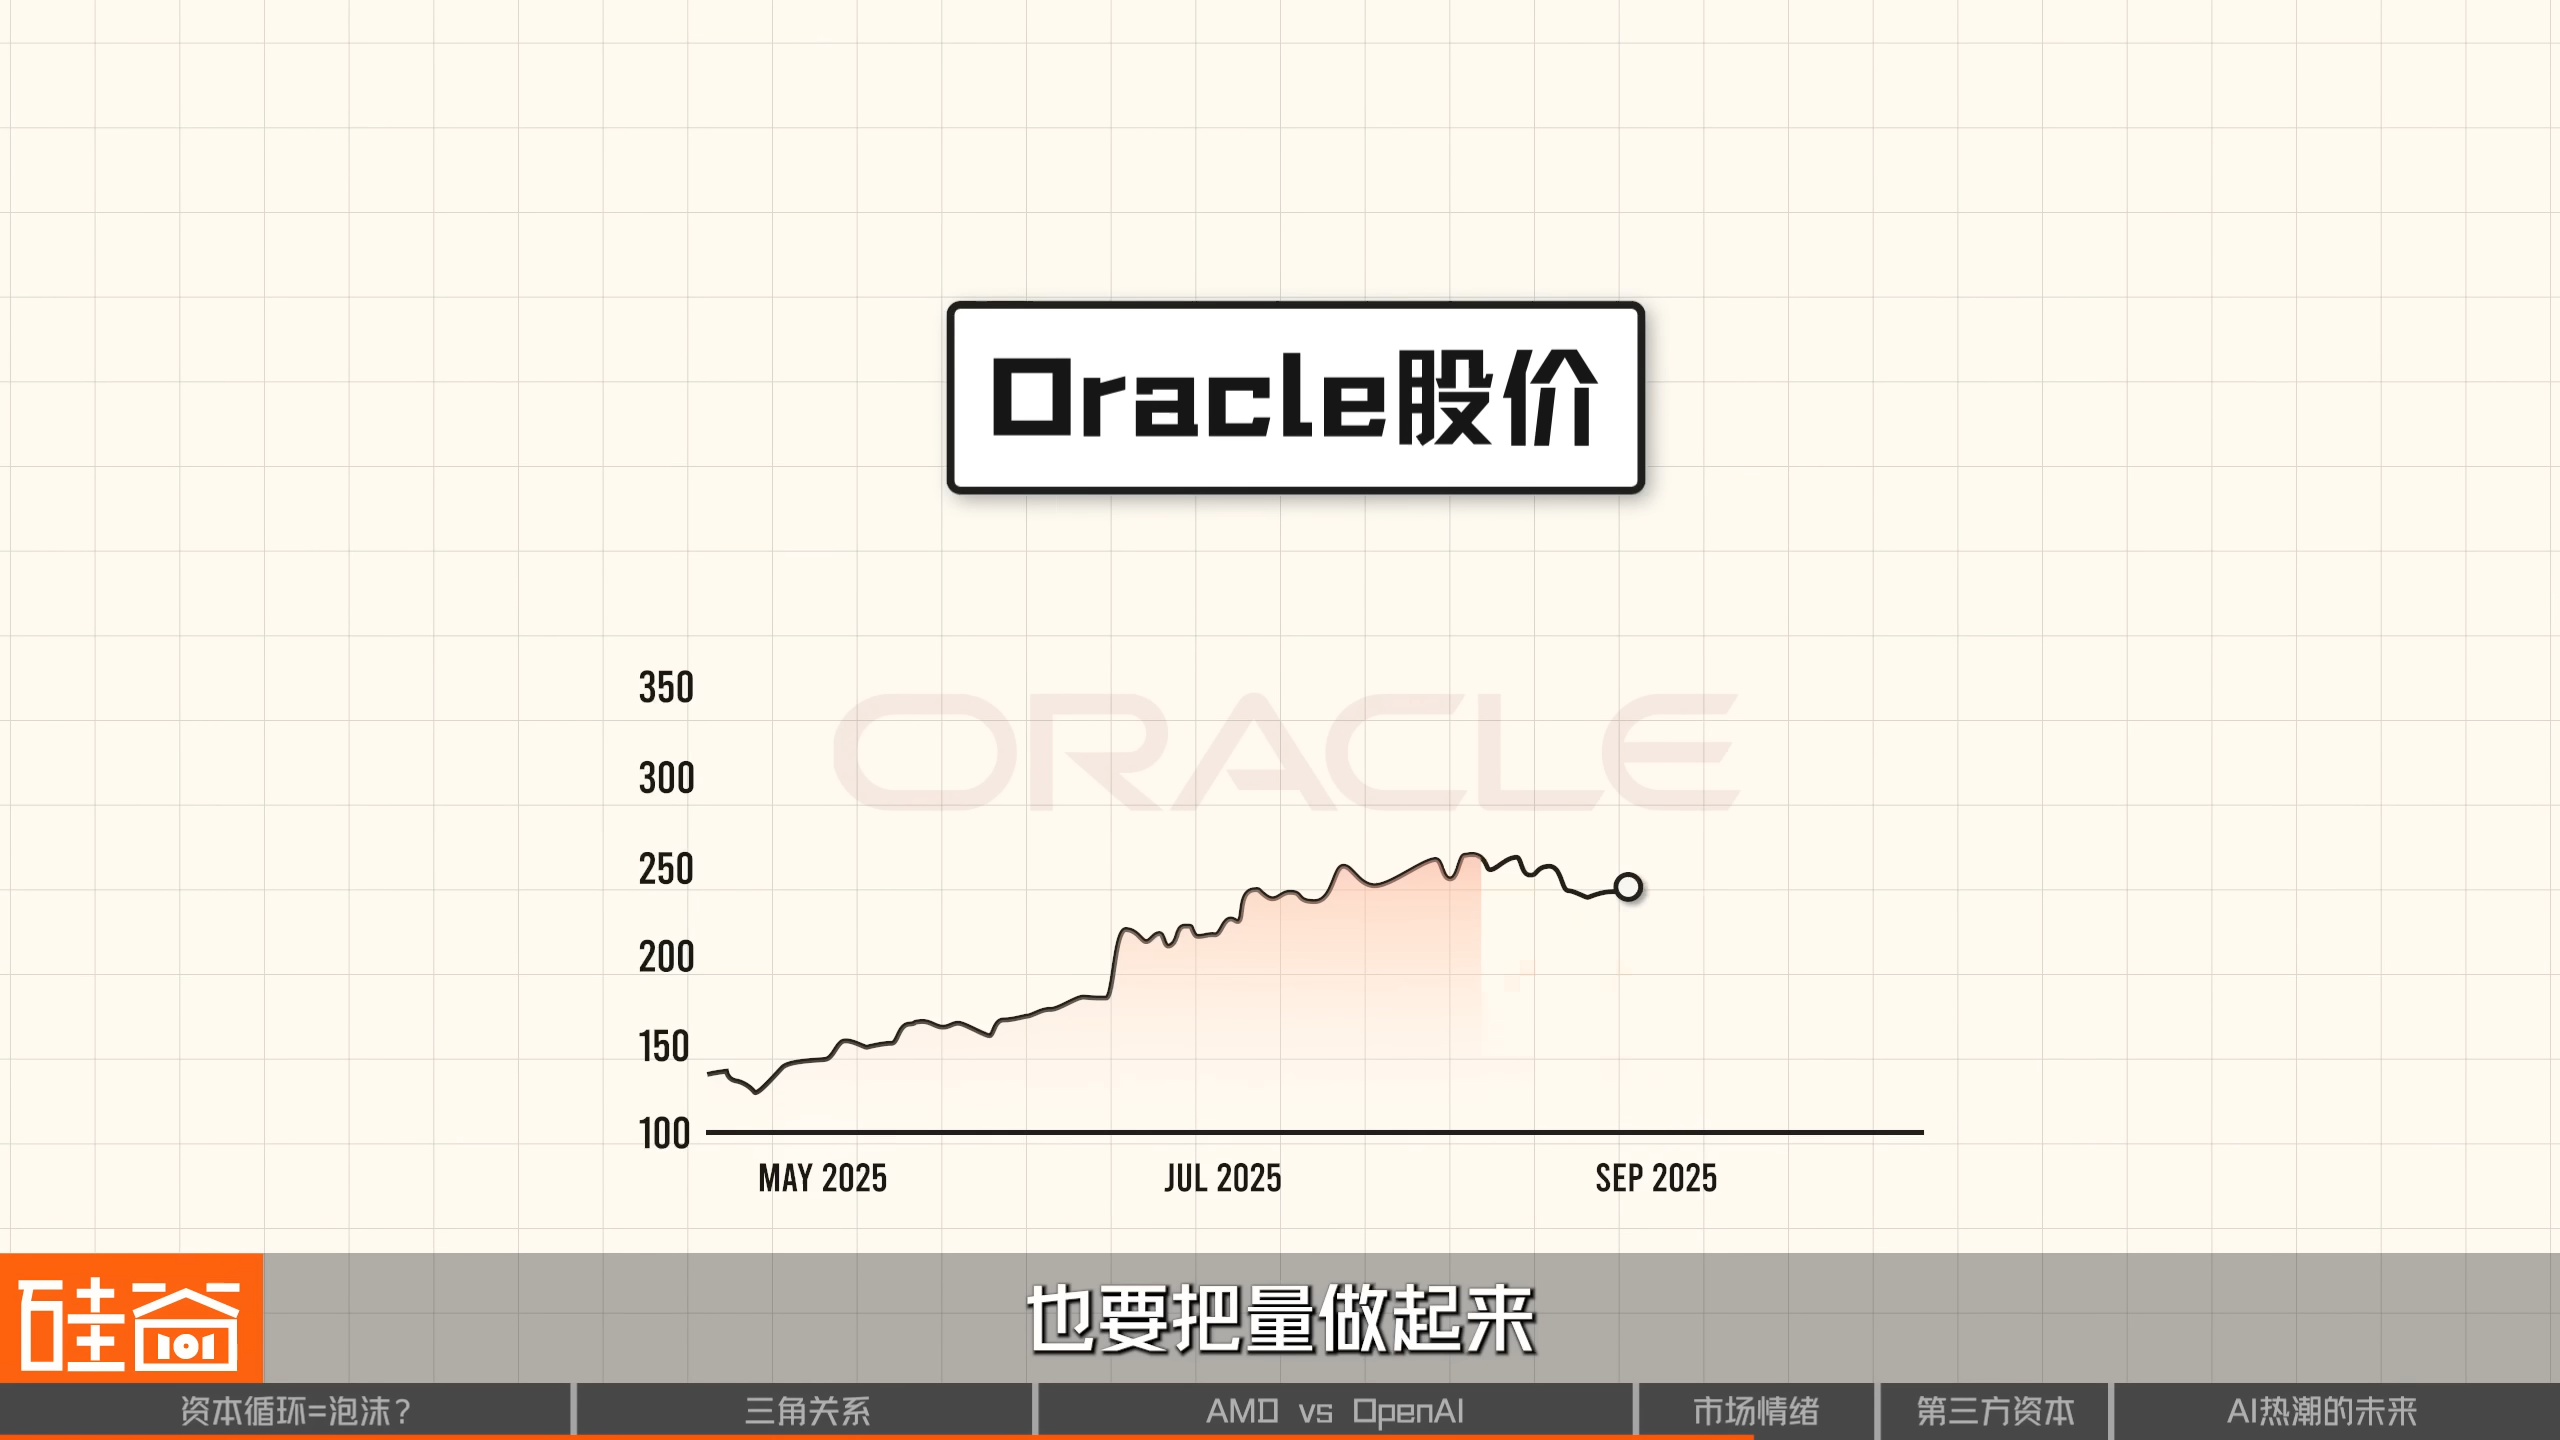 Oracle股价
ORACLE
350
300
250
200
150
100
MAY 2025
JUL 2025
SEP 2025
硅谷101
也要把量做起来
资本循环=泡沫？
三角关系
AMD vs OpenAI
市场情绪
第三方资本
AI热潮的未来